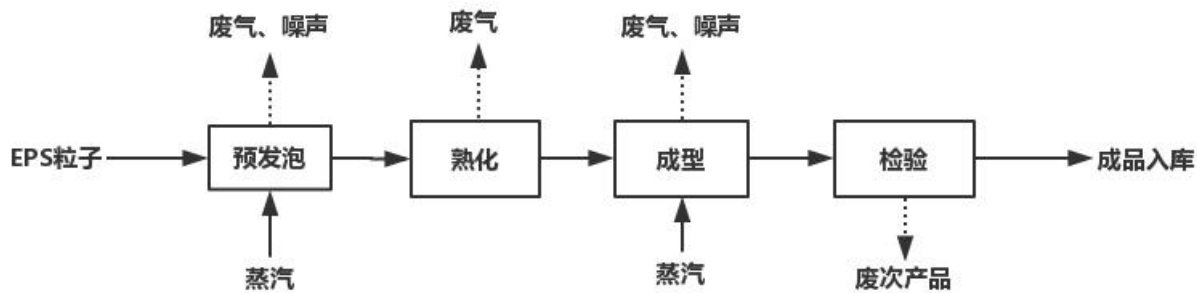 废气、噪声
废气
废气、噪声
EPS粒子
预发泡
熟化
成型
检验
成品入库
蒸汽
蒸汽
废次产品